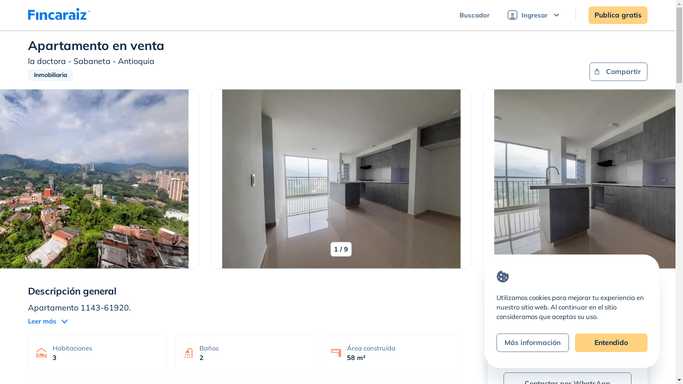 Fincaraiz
Buscador
Ingresar
Publica gratis
Apartamento en venta
la doctora - Sabaneta - Antioquia
Inmobiliaria
Compartir
1 / 9
Descripción general
Apartamento 1143-61920.
Leer más
Habitaciones
3
Baños
2
Área construida
58 m²
Utilizamos cookies para mejorar tu experiencia en
nuestro sitio web. Al continuar en el sitio
consideramos que aceptas su uso.
Más información
Entendido
Contactar por WhatsApp